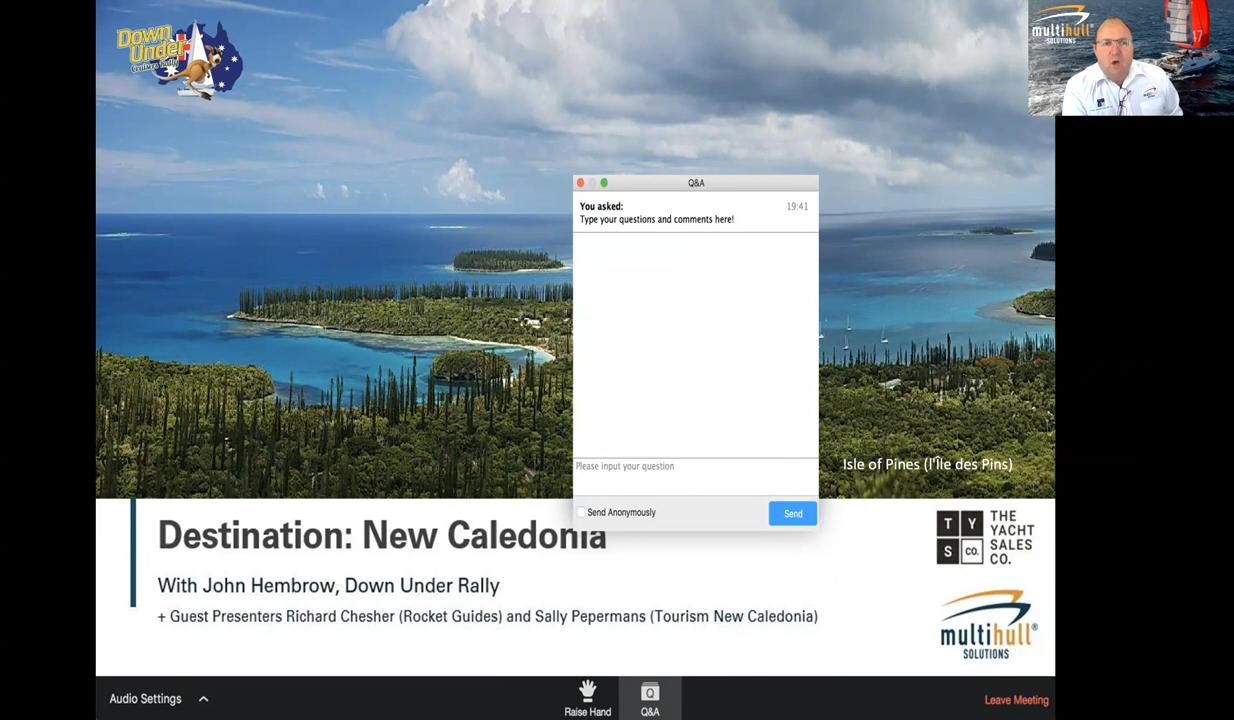 Down
Under
Cruisers Rally
multihull®
SOLUTIONS
Q&A
You asked:
19:41
Type your questions and comments here!
Please input your question
Isle of Pines (l'Île des Pins)
Send Anonymously
Send
Destination: New Caledonia
With John Hembrow, Down Under Rally
+ Guest Presenters Richard Chesher (Rocket Guides) and Sally Pepermans (Tourism New Caledonia)
T Y
S CO.
THE
YACHT
SALES
CO.
multihull®
SOLUTIONS
Audio Settings
Raise Hand
Q
Q&A
Leave Meeting